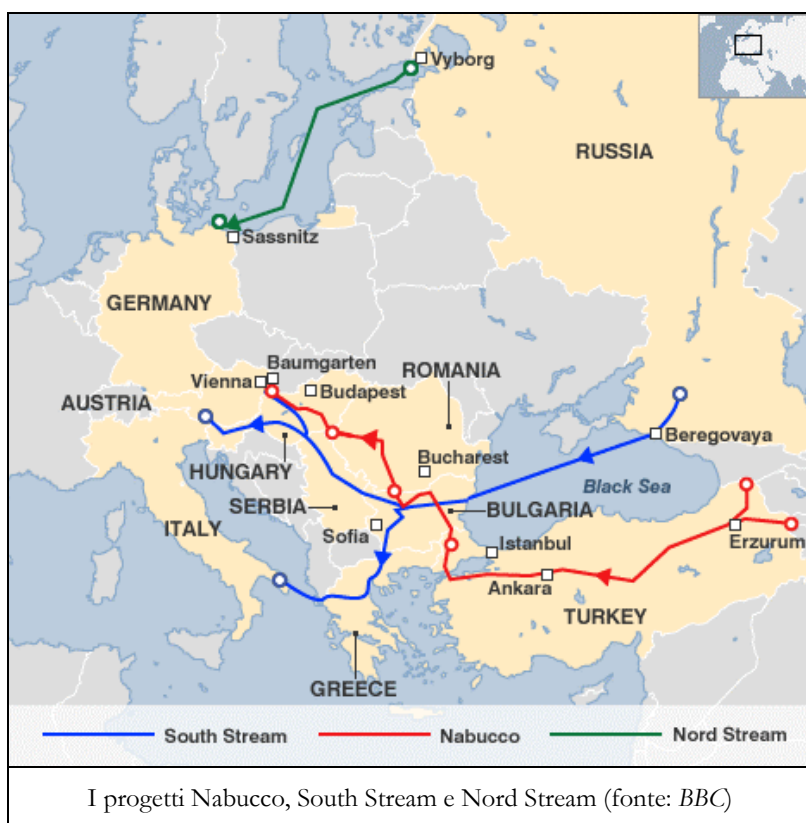 Vyborg
RUSSIA
Sassnitz
GERMANY
Baumgarten
Vienna
Budapest
ROMANIA
AUSTRIA
Beregovaya
HUNGARY
Bucharest
Black Sea
SERBIA
BULGARIA
ITALY
Sofia
Istanbul
Erzurum
Ankara
TURKEY
GREECE
South Stream
Nabucco
Nord Stream
I progetti Nabucco, South Stream e Nord Stream (fonte: BBC)